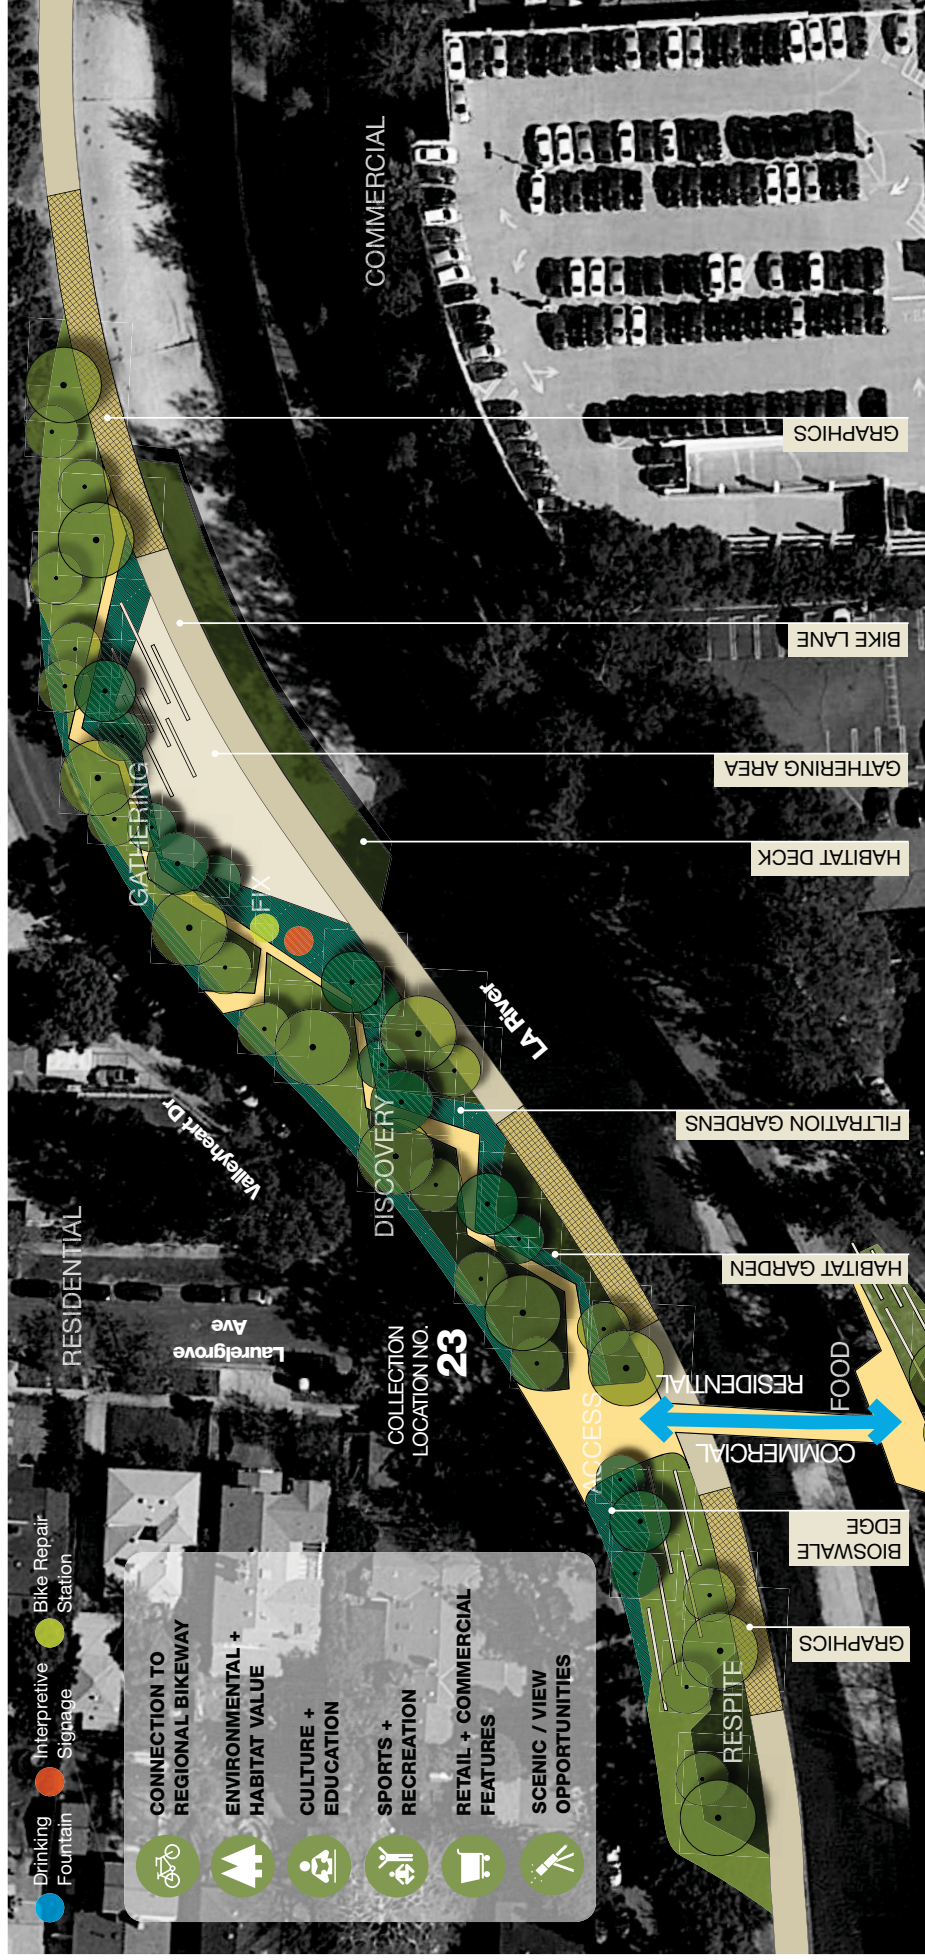 Drinking
Fountain
Interpretive
Signage
Bike Repair
Station
CONNECTION TO
REGIONAL BIKEWAY
ENVIRONMENTAL +
HABITAT VALUE
CULTURE +
EDUCATION
SPORTS +
RECREATION
RETAIL + COMMERCIAL
FEATURES
SCENIC / VIEW
OPPORTUNITIES
RESIDENTIAL
Laurelgrove
Ave
Valleyheart Dr
COLLECTION
LOCATION NO.
23
RESPITE
ACCESS
DISCOVERY
FIX
GATHERING
LA River
COMMERCIAL
FOOD
RESIDENTIAL
COMMERCIAL
GRAPHICS
BIOSWALE
EDGE
HABITAT GARDEN
FILTRATION GARDENS
HABITAT DECK
GATHERING AREA
BIKE LANE
GRAPHICS